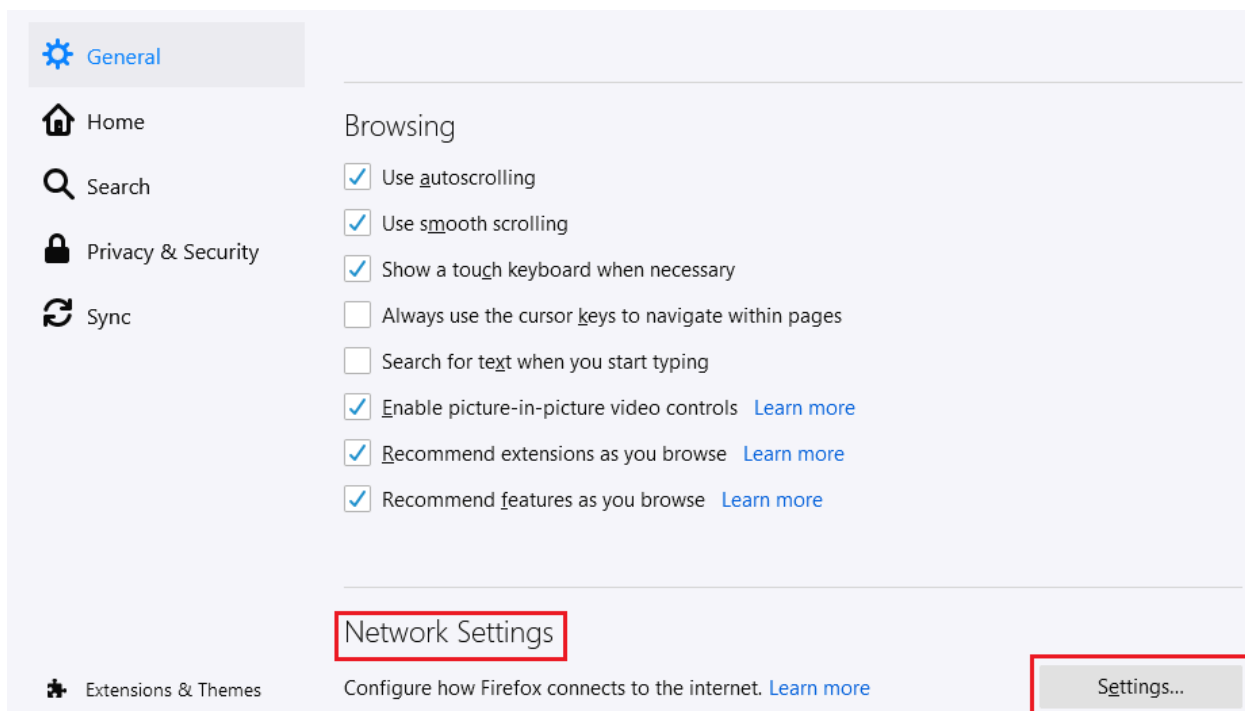 General
Home
Search
Privacy & Security
Sync
Extensions & Themes
Browsing
Use autoscrolling
Use smooth scrolling
Show a touch keyboard when necessary
Always use the cursor keys to navigate within pages
Search for text when you start typing
Enable picture-in-picture video controls Learn more
Recommend extensions as you browse Learn more
Recommend features as you browse Learn more
Network Settings
Configure how Firefox connects to the internet. Learn more
Settings...